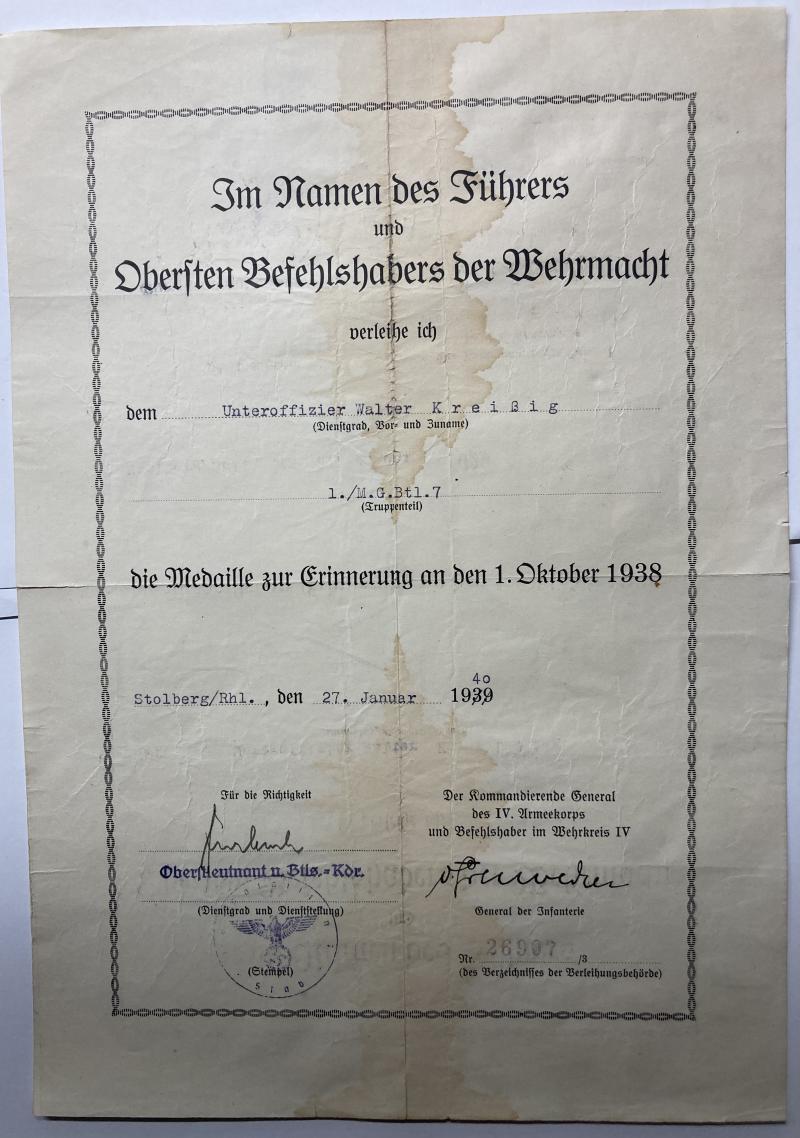 Im Namen des Führers
und
Obersten Befehlshabers der Wehrmacht
verleihe ich
dem Unteroffizier Walter K r e i ß i g
(Dienstgrad, Vor- und Zuname)
1./M.G.Btl.7
(Truppenteil)
die Medaille zur Erinnerung an den 1. Oktober 1938
40
Stolberg/Rhl. , den 27. Januar 1939
Für die Richtigkeit
Oberstleutnant u. Btls.-Kdr.
(Dienstgrad und Dienststellung)
(Stempel)
Stab
Der Kommandierende General
des IV. Armeekorps
und Befehlshaber im Wehrkreis IV
General der Infanterie
Nr. 26907 /3
(des Verzeichnisses der Verleihungsbehörde)